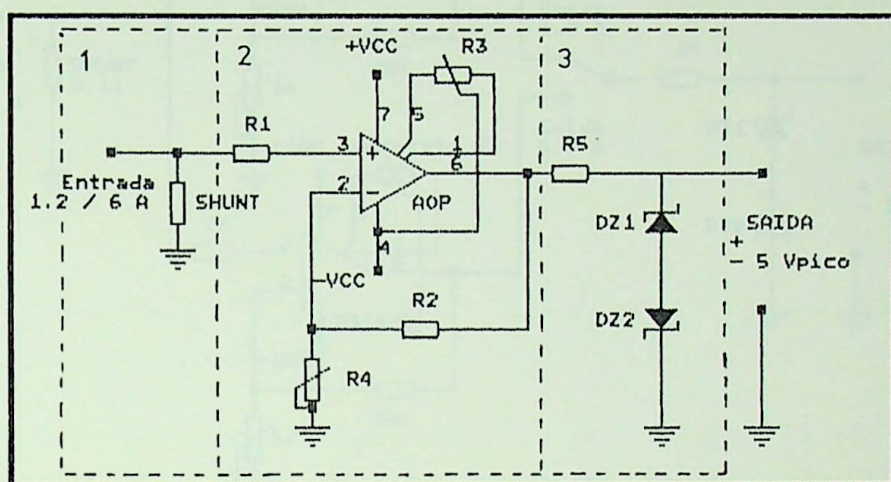 1
2
3
+VCC
R3
7
5
R1
3
+
1
6
R5
Entrada
1.2 / 6 A
SHUNT
2
−
AOP
4
DZ1
SAIDA
+
- 5 Vpico
-VCC
R2
DZ2
R4